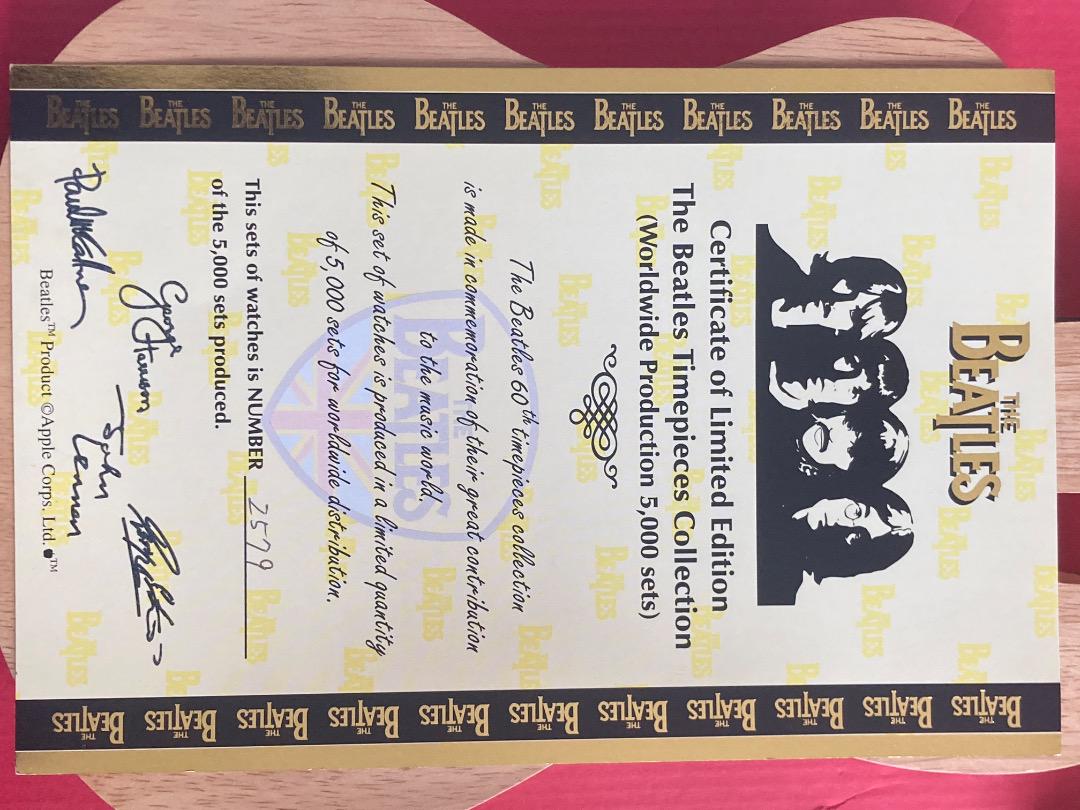 THE
BEATLES
Certificate of Limited Edition
The Beatles Timepieces Collection
(Worldwide Production 5,000 sets)
The Beatles 60th timepieces collection
is made in commemoration of their great contribution
to the music world.
This set of watches is produced in a limited quantity
of 5,000 sets for worldwide distribution.
This sets of watches is NUMBER 2579
of the 5,000 sets produced.
Paul McCartney
George Harrison
John Lennon
Beatles™ Product ©Apple Corps. Ltd. ™